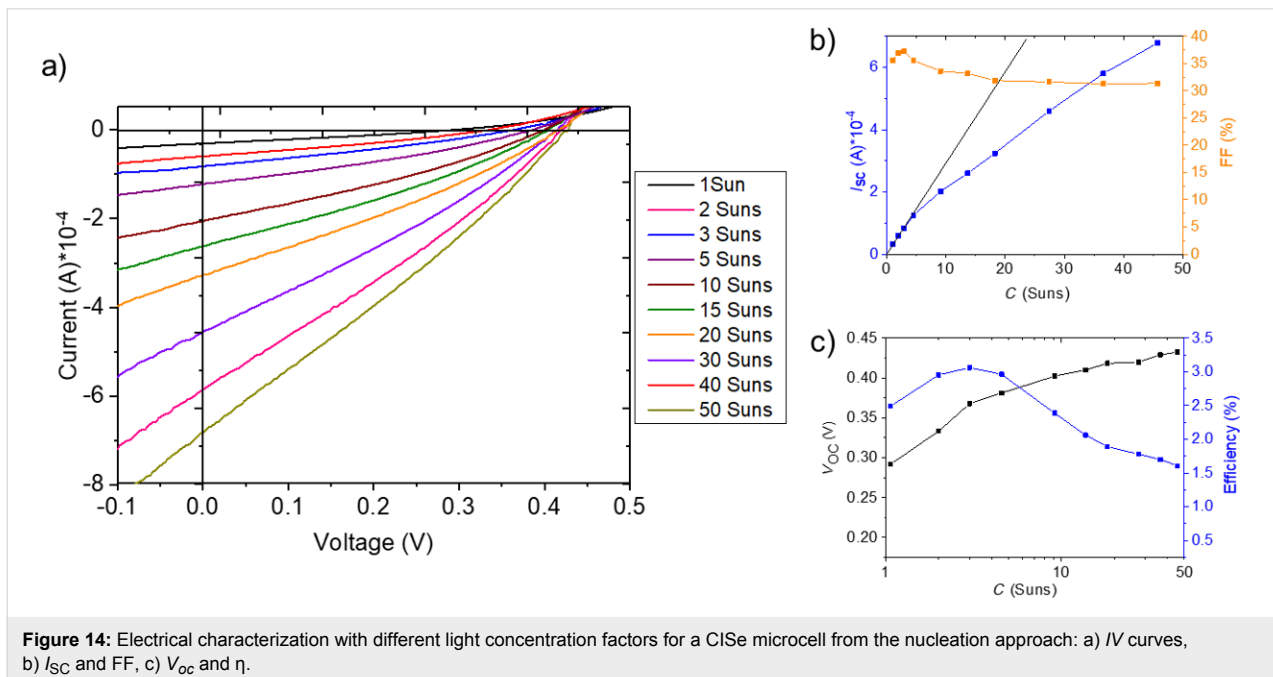 a)
Current (A)*10⁻⁴
0
-2
-4
-6
-8
-0.1 0.0 0.1 0.2 0.3 0.4 0.5
Voltage (V)
1Sun
2 Suns
3 Suns
5 Suns
10 Suns
15 Suns
20 Suns
30 Suns
40 Suns
50 Suns
b)
I_SC (A)*10⁻⁴
6
4
2
0
0 10 20 30 40 50
C (Suns)
40
35
30
25
20
15
10
5
0
FF (%)
c)
V_OC (V)
0.45
0.40
0.35
0.30
0.25
0.20
1 10 50
C (Suns)
3.5
3.0
2.5
2.0
1.5
1.0
0.5
Efficiency (%)
Figure 14: Electrical characterization with different light concentration factors for a CISe microcell from the nucleation approach: a) IV curves,
b) I_SC and FF, c) V_oc and η.